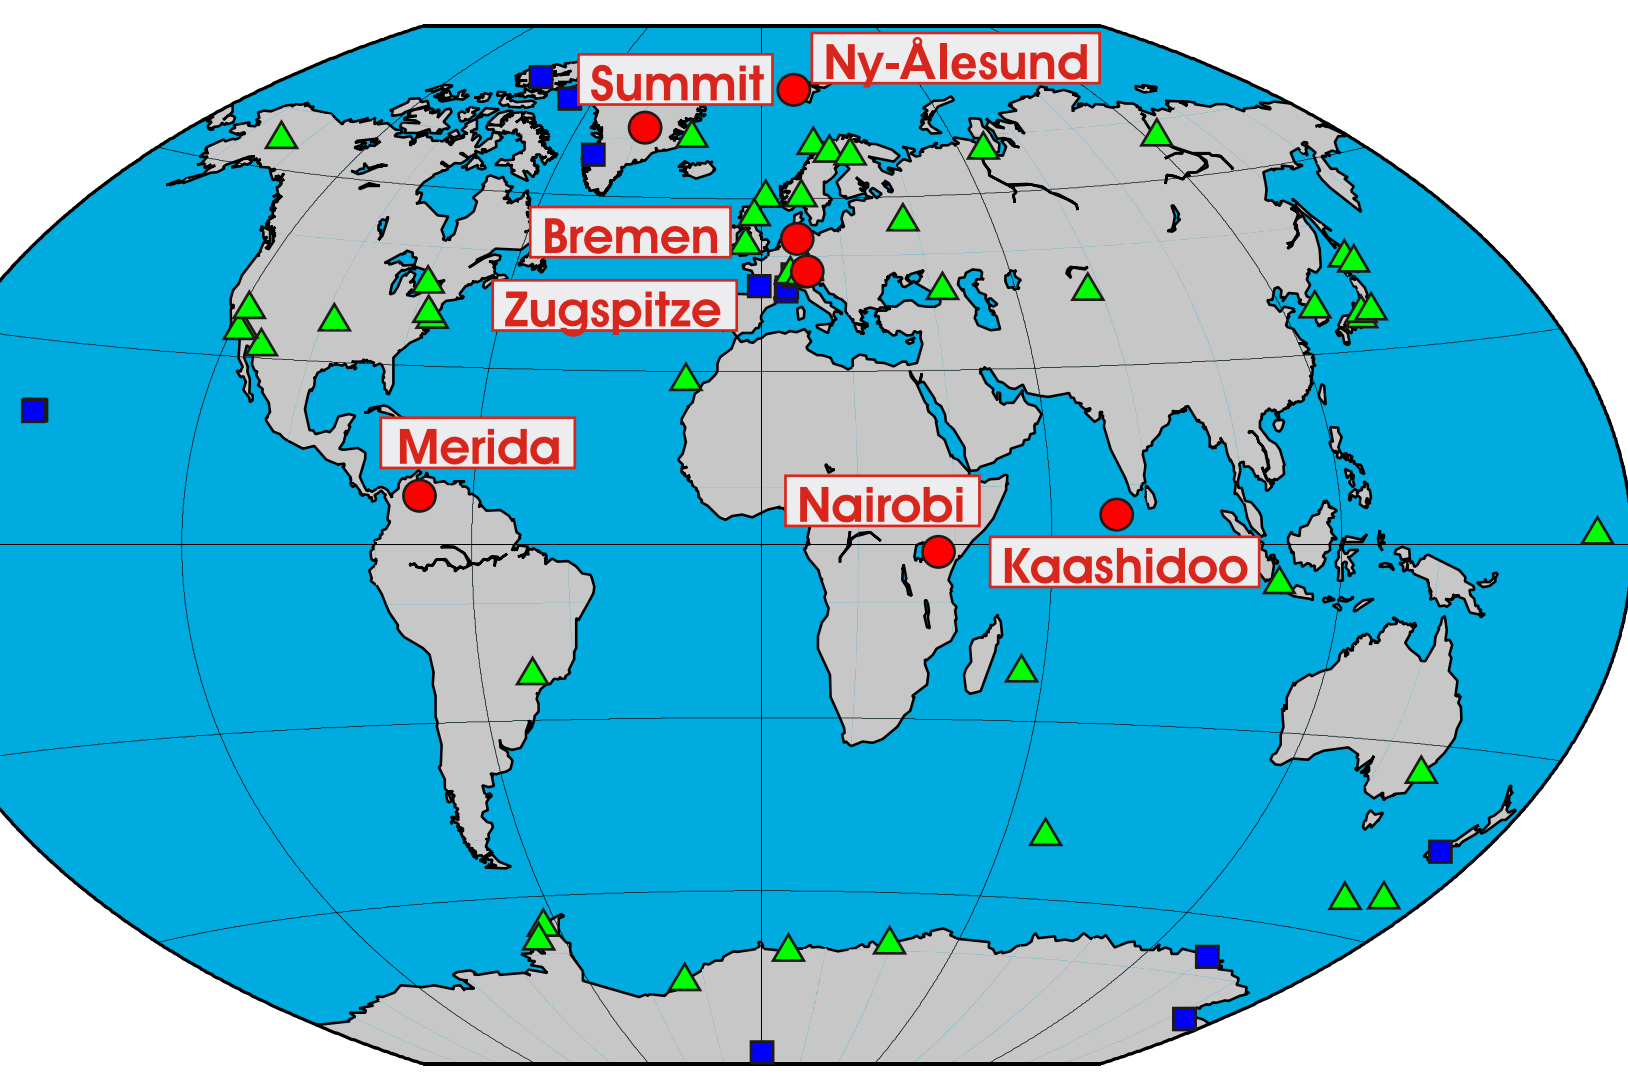 Ny-Ålesund
Summit
Bremen
Zugspitze
Merida
Nairobi
Kaashidoo